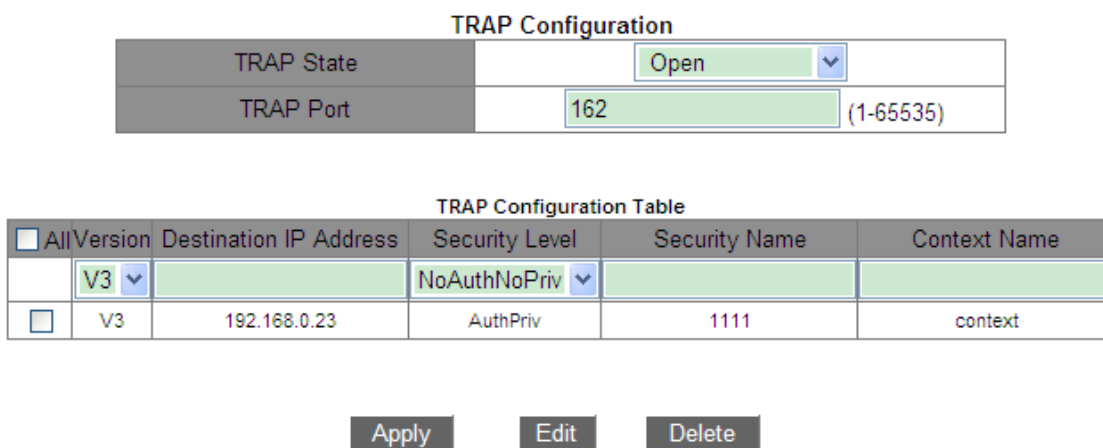 TRAP Configuration
TRAP State Open
TRAP Port 162 (1-65535)
TRAP Configuration Table
All Version Destination IP Address Security Level Security Name Context Name
V3 NoAuthNoPriv
V3 192.168.0.23 AuthPriv 1111 context
Apply Edit Delete